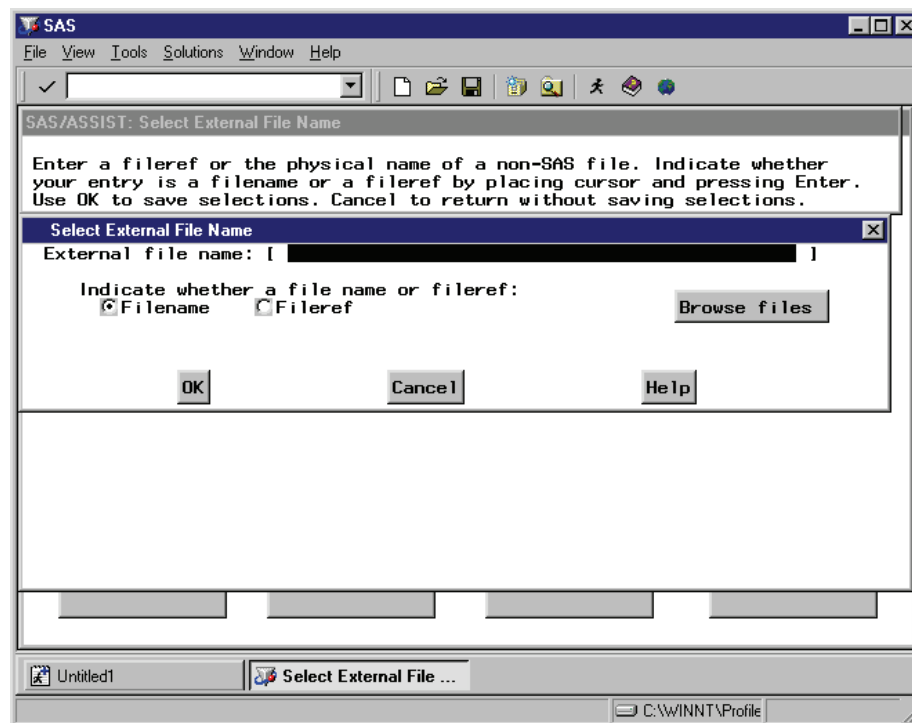 SAS
File View Tools Solutions Window Help
SAS/ASSIST: Select External File Name
Enter a fileref or the physical name of a non-SAS file. Indicate whether
your entry is a filename or a fileref by placing cursor and pressing Enter.
Use OK to save selections. Cancel to return without saving selections.
Select External File Name
External file name: [ ]
Indicate whether a file name or fileref:
Filename Fileref
Browse files
OK Cancel Help
Untitled1 Select External File ...
C:\WINNT\Profile